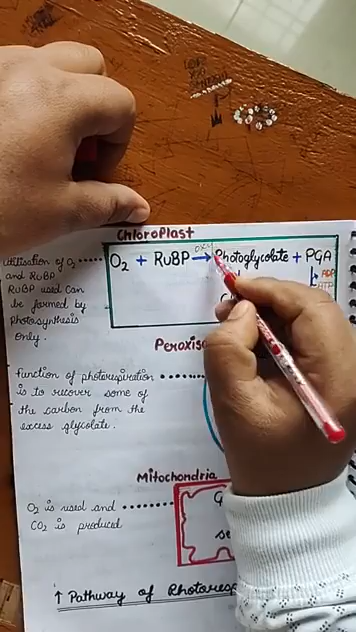 Chloroplast
Utilisation of O2
and RuBP
RuBP used can
be formed by
Photosynthesis
only.
O2 + RuBP → Photoglycolate + PGA
ADP
ATP
Peroxiso
Function of photorespiration
is to recover some of
the carbon from the
excess glycolate.
Mitochondria
O2 is used and
CO2 is produced
G
se
↑ Pathway of Photoresp